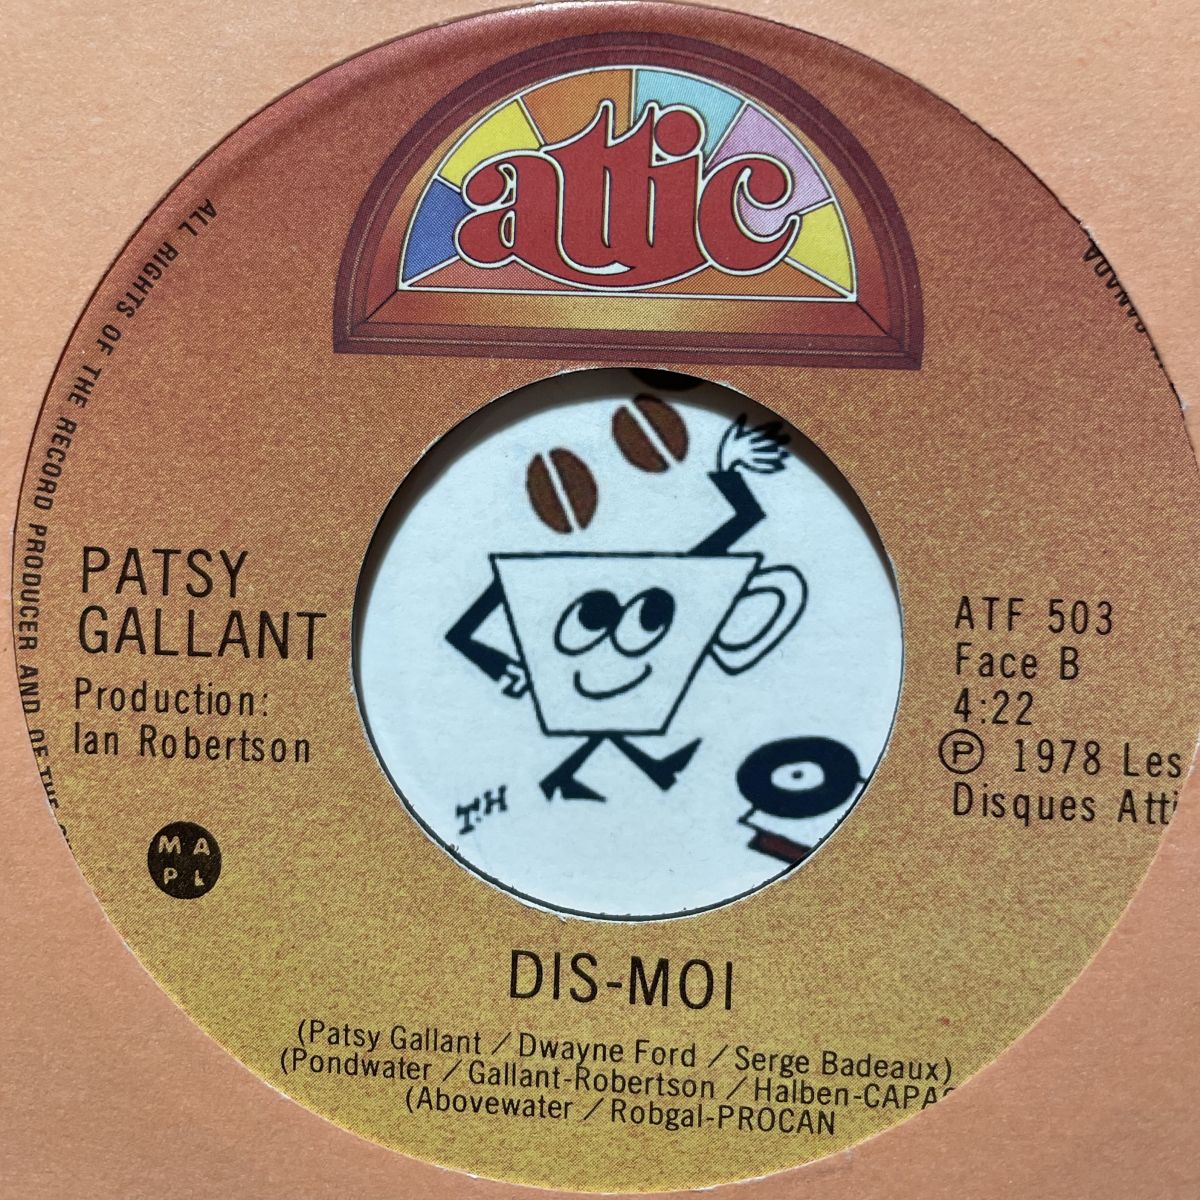 attic
ALL RIGHTS OF THE RECORD PRODUCER AND OF THE
CANADA
PATSY
GALLANT
Production:
Ian Robertson
MAPL
ATF 503
Face B
4:22
Ⓟ 1978 Les
Disques Atti
T.H
DIS-MOI
(Patsy Gallant / Dwayne Ford / Serge Badeaux)
(Pondwater / Gallant-Robertson / Halben-CAPAC
(Abovewater / Robgal-PROCAN